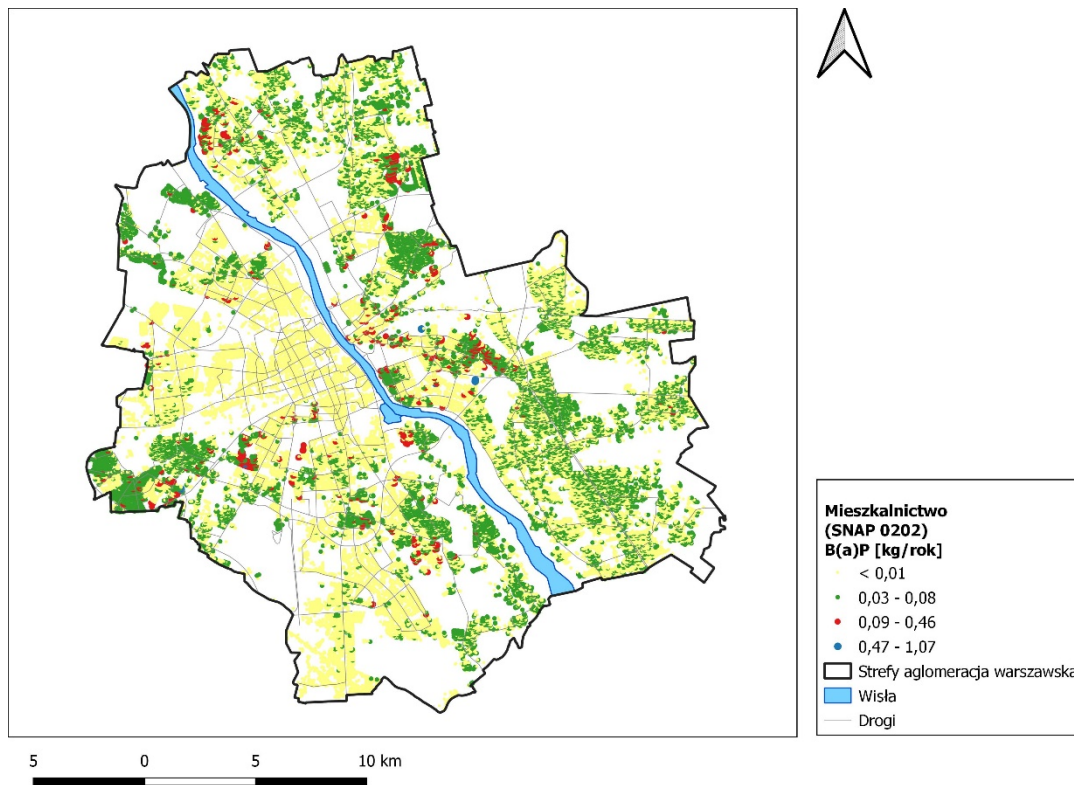 Mieszkalnictwo
(SNAP 0202)
B(a)P [kg/rok]
< 0,01
0,03 - 0,08
0,09 - 0,46
0,47 - 1,07
Strefy aglomeracja warszawska
Wisła
Drogi
5 0 5 10 km